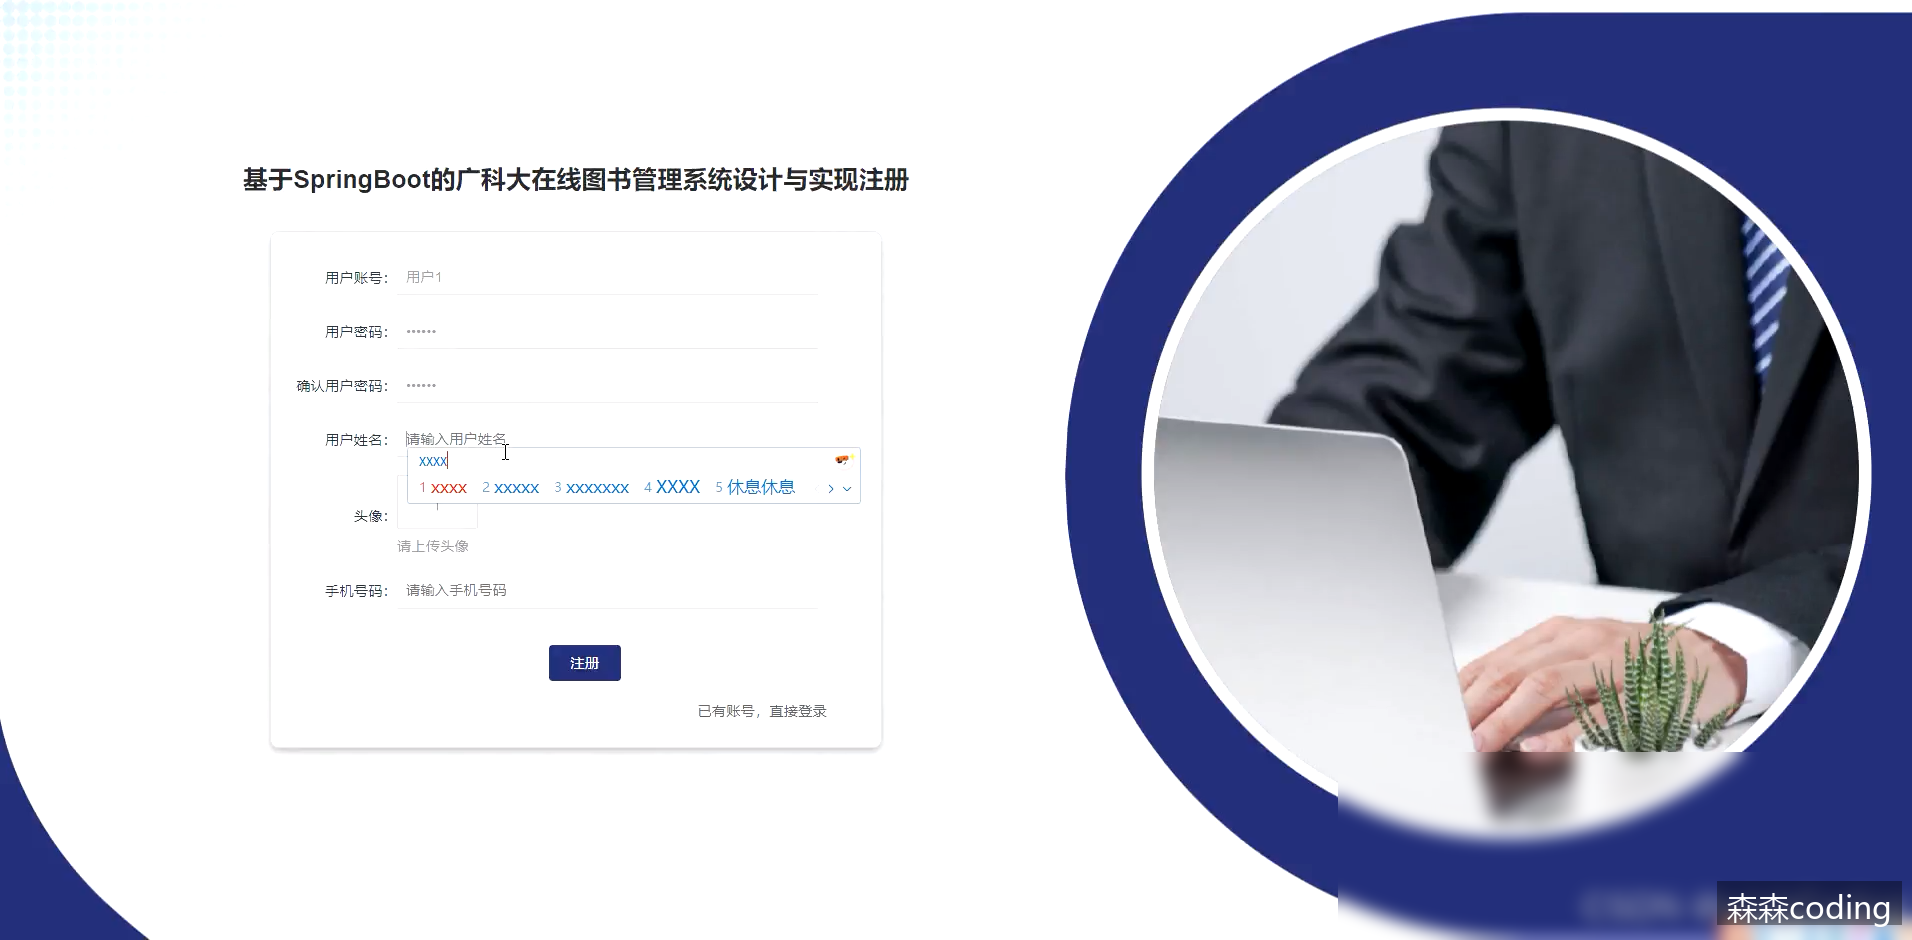 基于SpringBoot的广科大在线图书管理系统设计与实现注册
用户账号： 用户1
用户密码： ••••••
确认用户密码： ••••••
用户姓名： 请输入用户姓名
xxxx
1 xxxx 2 xxxxx 3 xxxxxxx 4 XXXX 5 休息休息
头像：
请上传头像
手机号码： 请输入手机号码
注册
已有账号，直接登录
森森coding